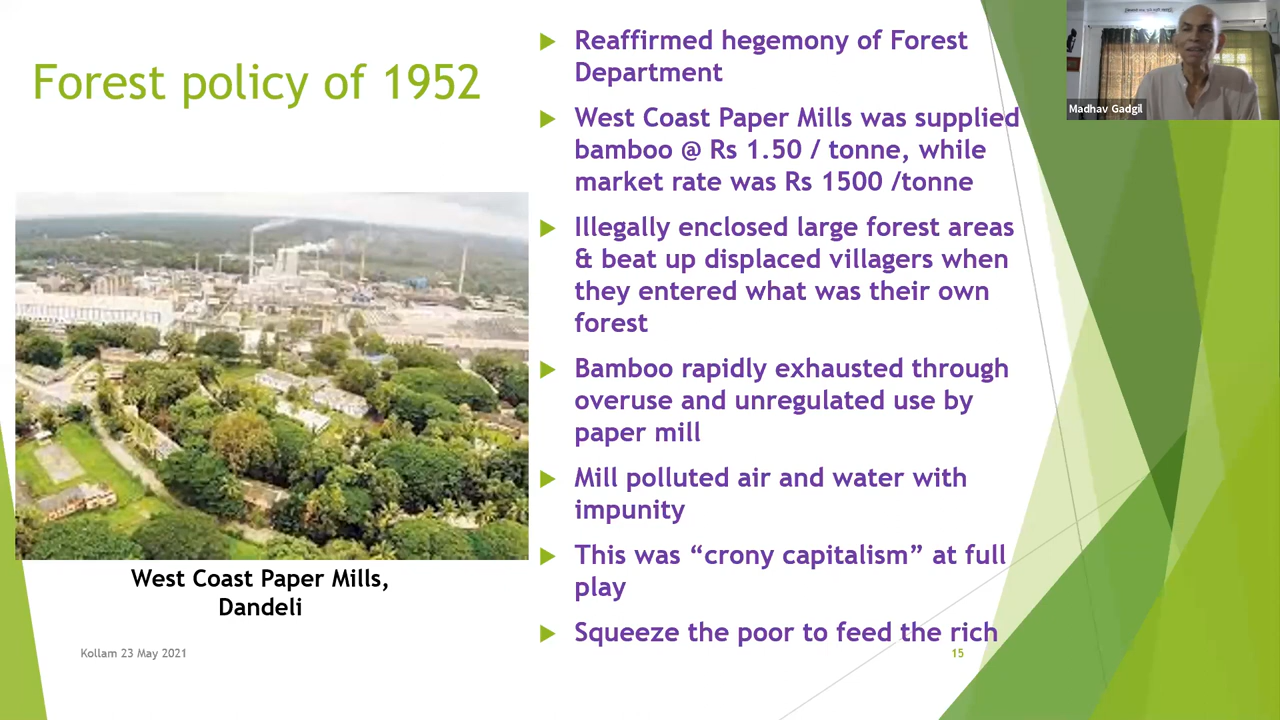 Forest policy of 1952
Reaffirmed hegemony of Forest
Department
West Coast Paper Mills was supplied
bamboo @ Rs 1.50 / tonne, while
market rate was Rs 1500 /tonne
Illegally enclosed large forest areas
& beat up displaced villagers when
they entered what was their own
forest
Bamboo rapidly exhausted through
overuse and unregulated use by
paper mill
Mill polluted air and water with
impunity
This was “crony capitalism” at full
play
Squeeze the poor to feed the rich
West Coast Paper Mills,
Dandeli
Kollam 23 May 2021
15
Madhav Gadgil